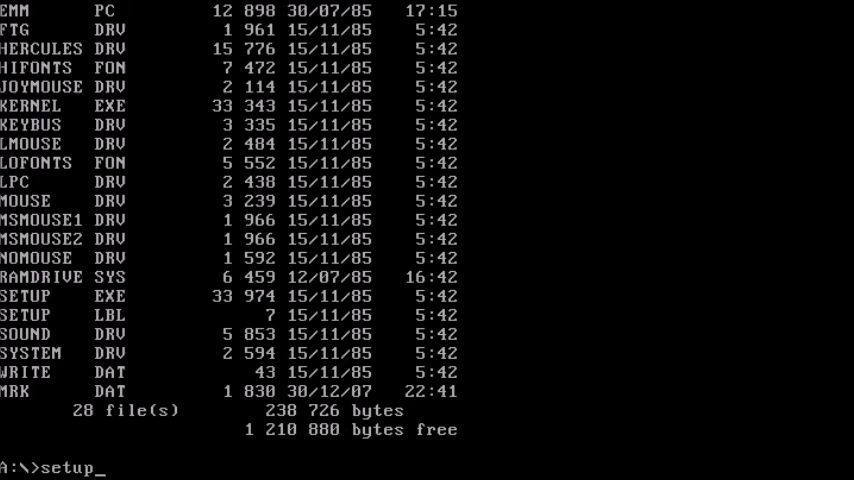 EMM      PC         12 898 30/07/85   17:15
FTG      DRV         1 961 15/11/85    5:42
HERCULES DRV        15 776 15/11/85    5:42
HIFONTS  FON         7 472 15/11/85    5:42
JOYMOUSE DRV         2 114 15/11/85    5:42
KERNEL   EXE        33 343 15/11/85    5:42
KEYBUS   DRV         3 335 15/11/85    5:42
LMOUSE   DRV         2 484 15/11/85    5:42
LOFONTS  FON         5 552 15/11/85    5:42
LPC      DRV         2 438 15/11/85    5:42
MOUSE    DRV         3 239 15/11/85    5:42
MSMOUSE1 DRV         1 966 15/11/85    5:42
MSMOUSE2 DRV         1 966 15/11/85    5:42
NOMOUSE  DRV         1 592 15/11/85    5:42
RAMDRIVE SYS         6 459 12/07/85   16:42
SETUP    EXE        33 974 15/11/85    5:42
SETUP    LBL             7 15/11/85    5:42
SOUND    DRV         5 853 15/11/85    5:42
SYSTEM   DRV         2 594 15/11/85    5:42
WRITE    DAT            43 15/11/85    5:42
MRK      DAT         1 830 30/12/07   22:41
28 file(s)        238 726 bytes
1 210 880 bytes free
A:\>setup_